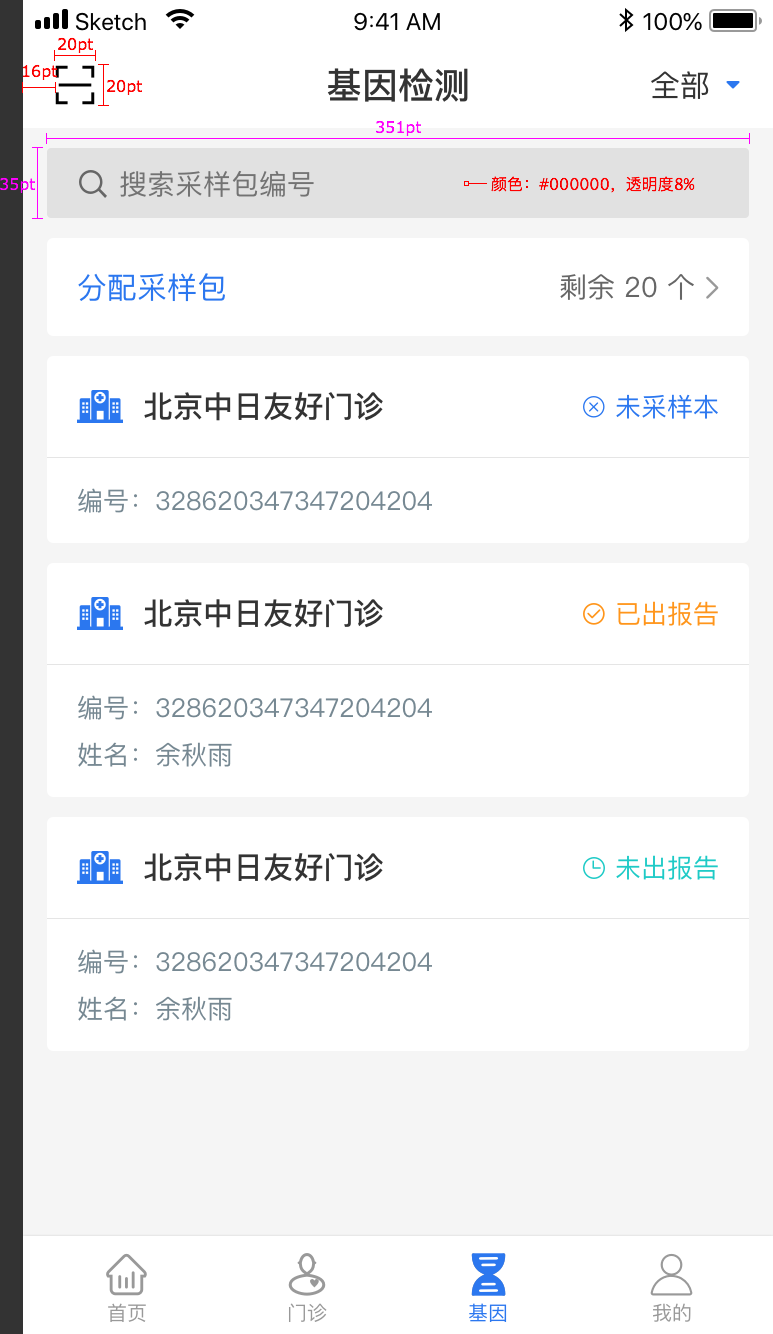 Sketch 9:41 AM 100%
20pt
16pt
20pt
基因检测 全部
351pt
35pt
搜索采样包编号 颜色：#000000，透明度8%
分配采样包 剩余 20 个
北京中日友好门诊 未采样本
编号：328620347347204204
北京中日友好门诊 已出报告
编号：328620347347204204
姓名：余秋雨
北京中日友好门诊 未出报告
编号：328620347347204204
姓名：余秋雨
首页 门诊 基因 我的